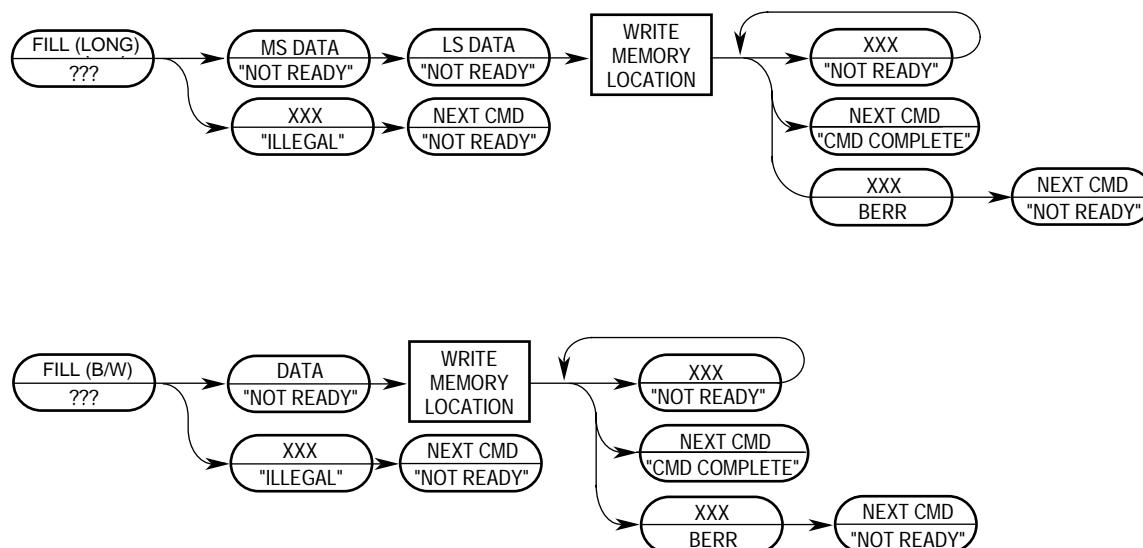 FILL (LONG)
???
MS DATA
"NOT READY"
LS DATA
"NOT READY"
WRITE
MEMORY
LOCATION
XXX
"NOT READY"
XXX
"ILLEGAL"
NEXT CMD
"NOT READY"
NEXT CMD
"CMD COMPLETE"
XXX
BERR
NEXT CMD
"NOT READY"
FILL (B/W)
???
DATA
"NOT READY"
WRITE
MEMORY
LOCATION
XXX
"NOT READY"
XXX
"ILLEGAL"
NEXT CMD
"NOT READY"
NEXT CMD
"CMD COMPLETE"
XXX
BERR
NEXT CMD
"NOT READY"